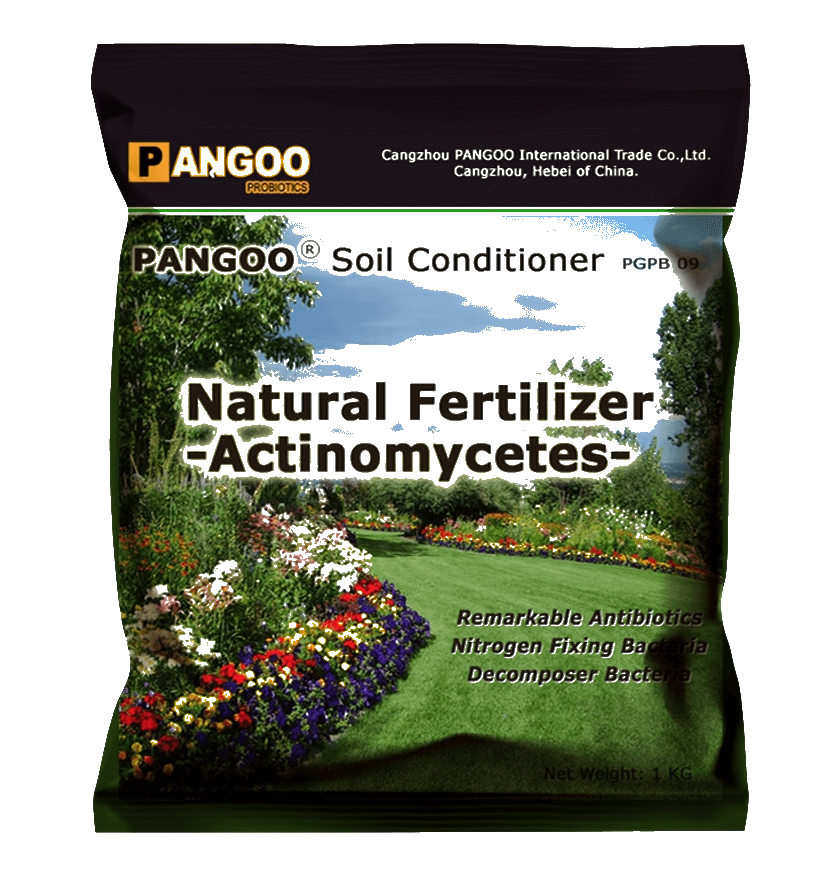 PANGOO
PROBIOTICS
Cangzhou PANGOO International Trade Co.,Ltd.
Cangzhou, Hebei of China.
PANGOO® Soil Conditioner PGPB 09
Natural Fertilizer
-Actinomycetes-
Remarkable Antibiotics
Nitrogen Fixing Bacteria
Decomposer Bacteria
Net Weight: 1 KG